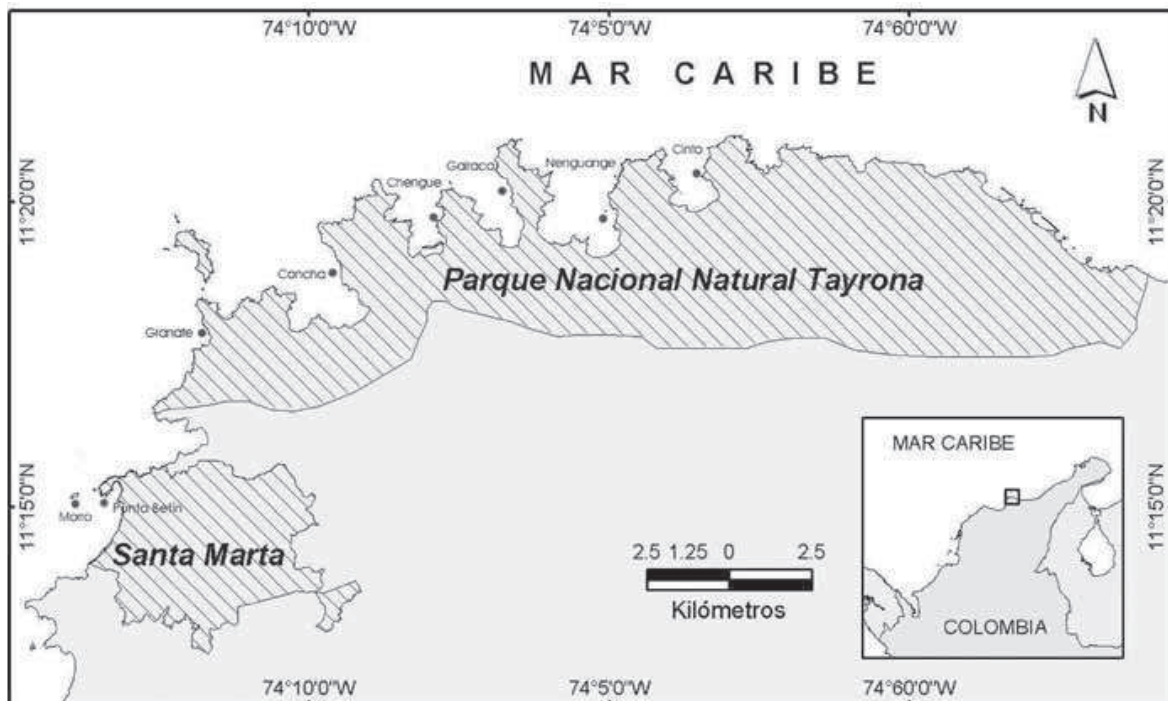 74°10'0"W 74°5'0"W 74°60'0"W
MAR CARIBE
N
11°20'0"N
11°20'0"N
Gairaca
Nenguange
Cinto
Chengue
Concha
Parque Nacional Natural Tayrona
Granate
MAR CARIBE
11°15'0"N
11°15'0"N
Morro
Punta Betín
Santa Marta
2.5 1.25 0 2.5
Kilómetros
COLOMBIA
74°10'0"W 74°5'0"W 74°60'0"W